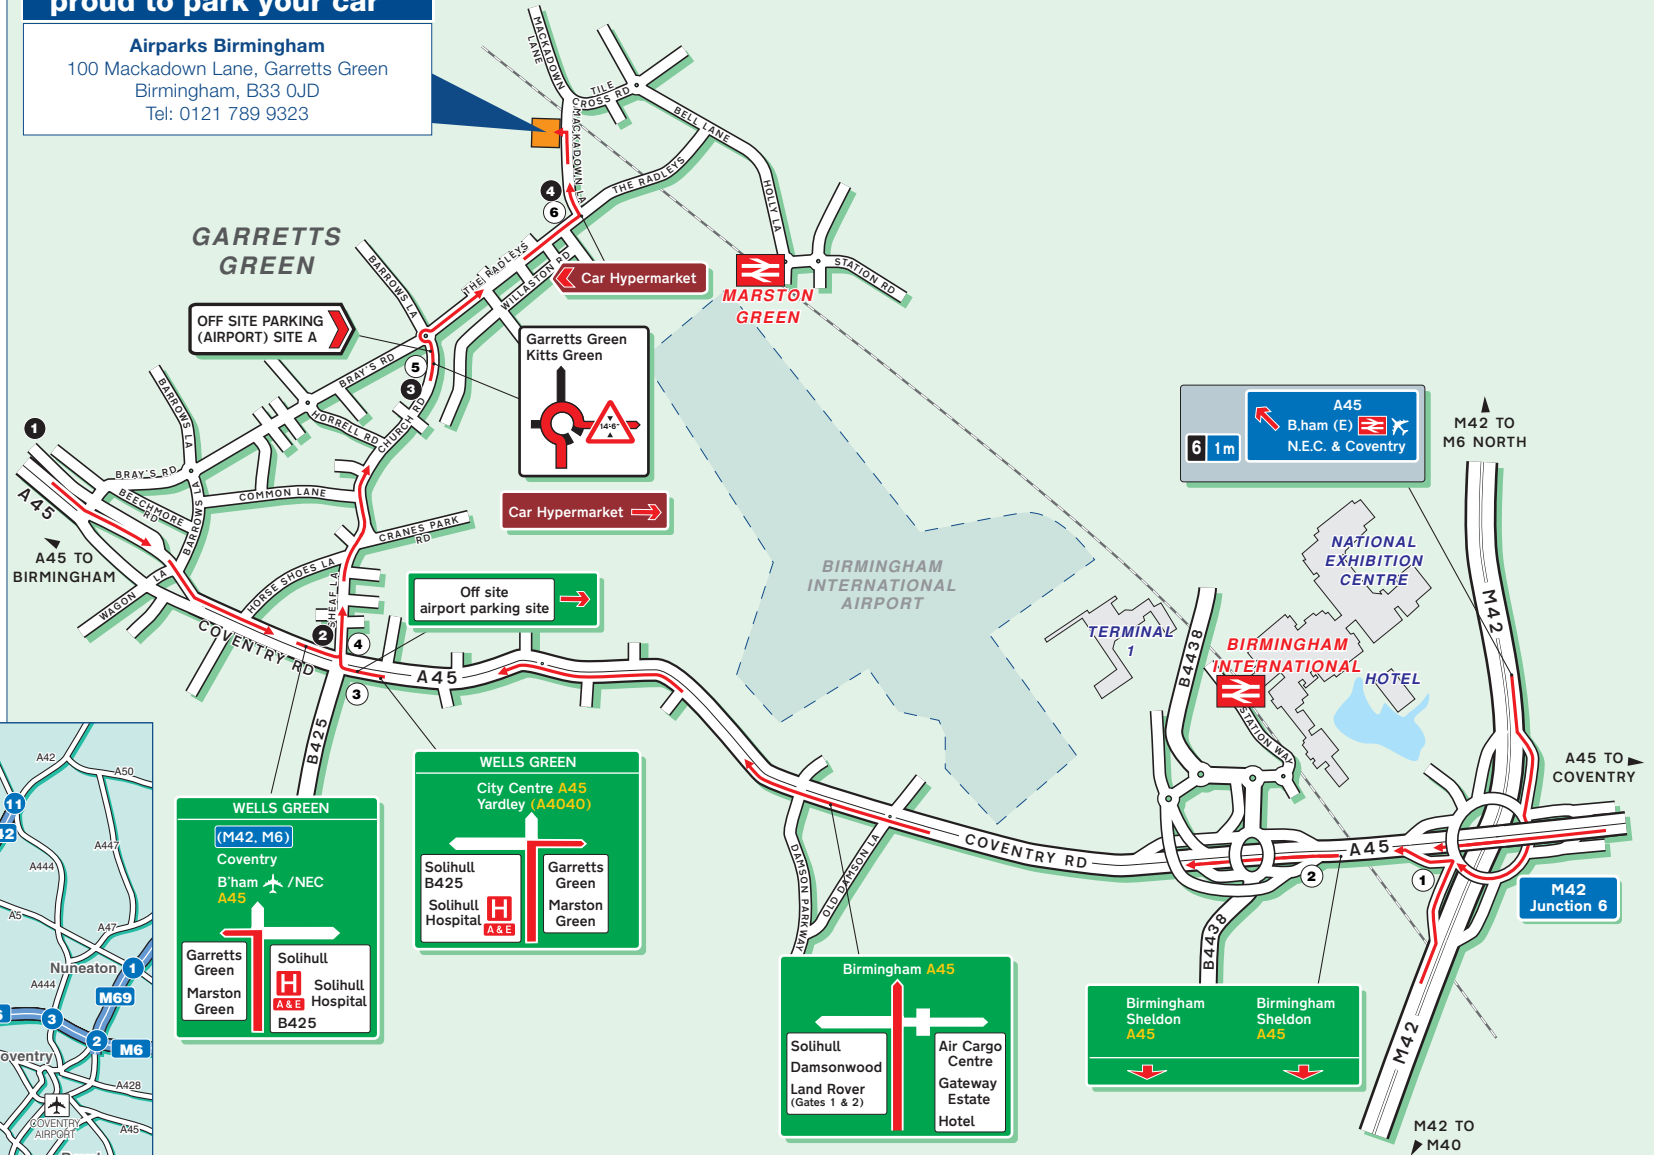 proud to park your car
Airparks Birmingham
100 Mackadown Lane, Garretts Green
Birmingham, B33 0JD
Tel: 0121 789 9323
MACKADOWN
LANE
TILE
CROSS RD
MACKADOWN LA
BELL LANE
THE RADLEYS
HOLLY LA
STATION RD
4
6
GARRETTS
GREEN
BARROWS LA
THE RADLEYS
WILLASTON RD
Car Hypermarket
MARSTON
GREEN
OFF SITE PARKING
(AIRPORT) SITE A
Garretts Green
Kitts Green
14'-6"
5
3
BRAY'S RD
BARROWS LA
HORRELL RD
CHURCH RD
1
A45
BRAY'S RD
BEECHMORE
RD
BARROWS LA
COMMON LANE
CRANES PARK
RD
Car Hypermarket
A45 TO
BIRMINGHAM
WAGON
LA
HORSE SHOES LA
SHEAF LA
Off site
airport parking site
2
4
3
COVENTRY RD
A45
B425
BIRMINGHAM
INTERNATIONAL
AIRPORT
A45
B.ham (E)
N.E.C. & Coventry
6 1m
M42 TO
M6 NORTH
NATIONAL
EXHIBITION
CENTRE
M42
TERMINAL
1
B4438
BIRMINGHAM
INTERNATIONAL
HOTEL
STATION WAY
A45 TO
COVENTRY
COVENTRY RD
A45
2
1
M42
Junction 6
DAMSON PARKWAY
OLD DAMSON LA
B4438
M42
M42 TO
M40
WELLS GREEN
(M42, M6)
Coventry
B'ham /NEC
A45
Garretts
Green
Marston
Green
Solihull
H
A&E
Solihull
Hospital
B425
WELLS GREEN
City Centre A45
Yardley (A4040)
Solihull
B425
Solihull
Hospital
H
A&E
Garretts
Green
Marston
Green
Birmingham A45
Solihull
Damsonwood
Land Rover
(Gates 1 & 2)
Air Cargo
Centre
Gateway
Estate
Hotel
Birmingham
Sheldon
A45
Birmingham
Sheldon
A45
A42
A50
11
42
A447
A444
A5
A47
Nuneaton
1
A444
M69
3
2
M6
oventry
A428
COVENTRY
AIRPORT
A45